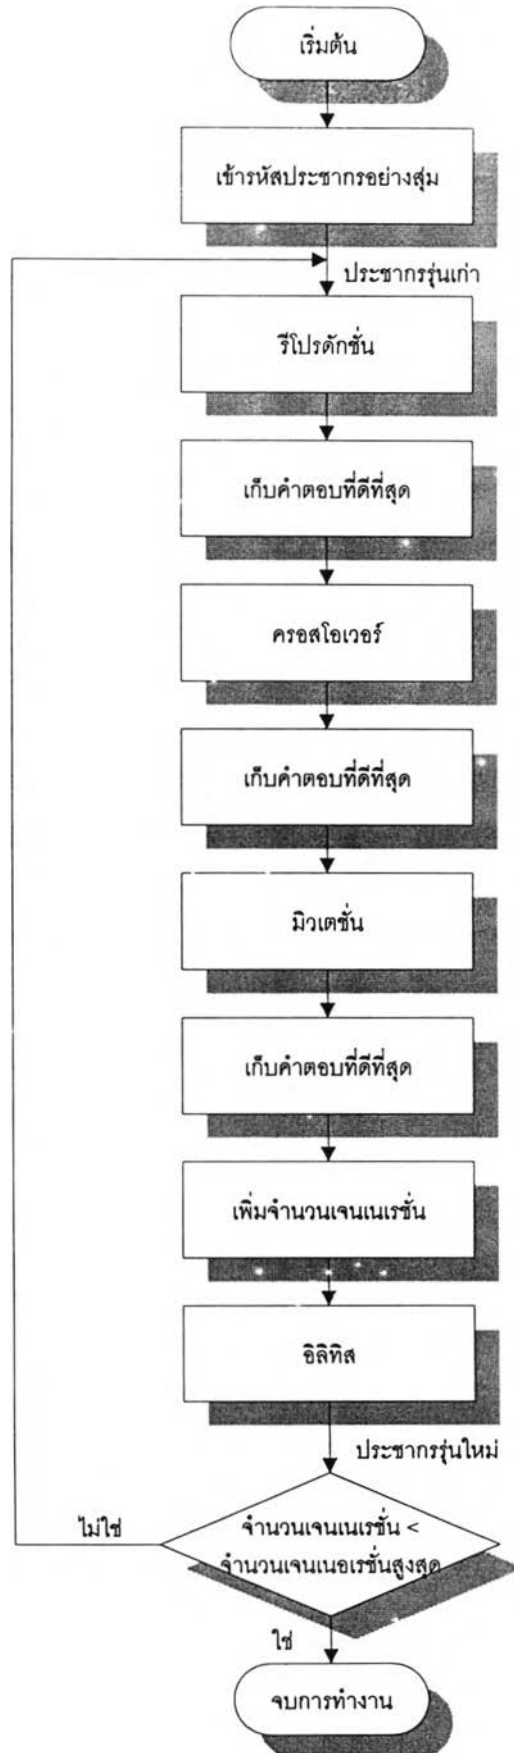 เริ่มต้น
เข้ารหัสประชากรอย่างสุ่ม
ประชากรรุ่นเก่า
รีโปรดักชั่น
เก็บคำตอบที่ดีที่สุด
ครอสโอเวอร์
เก็บคำตอบที่ดีที่สุด
มิวเตชั่น
เก็บคำตอบที่ดีที่สุด
เพิ่มจำนวนเจนเนเรชั่น
อิลิทิส
ประชากรรุ่นใหม่
ไม่ใช่
จำนวนเจนเนเรชั่น <
จำนวนเจนเนอเรชั่นสูงสุด
ใช่
จบการทำงาน